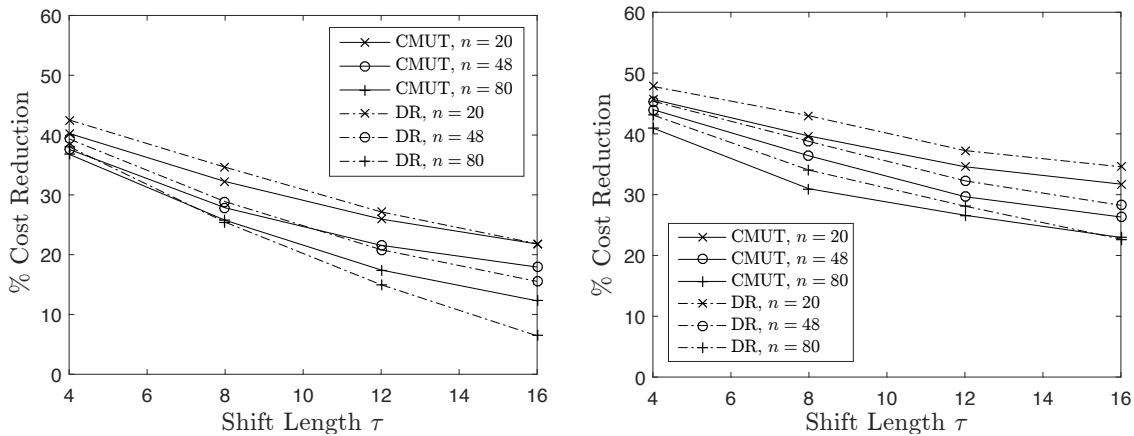 60
50
40
30
20
10
0
% Cost Reduction
4 6 8 10 12 14 16
Shift Length τ
CMUT, n = 20
CMUT, n = 48
CMUT, n = 80
DR, n = 20
DR, n = 48
DR, n = 80
60
50
40
30
20
10
0
% Cost Reduction
4 6 8 10 12 14 16
Shift Length τ
CMUT, n = 20
CMUT, n = 48
CMUT, n = 80
DR, n = 20
DR, n = 48
DR, n = 80